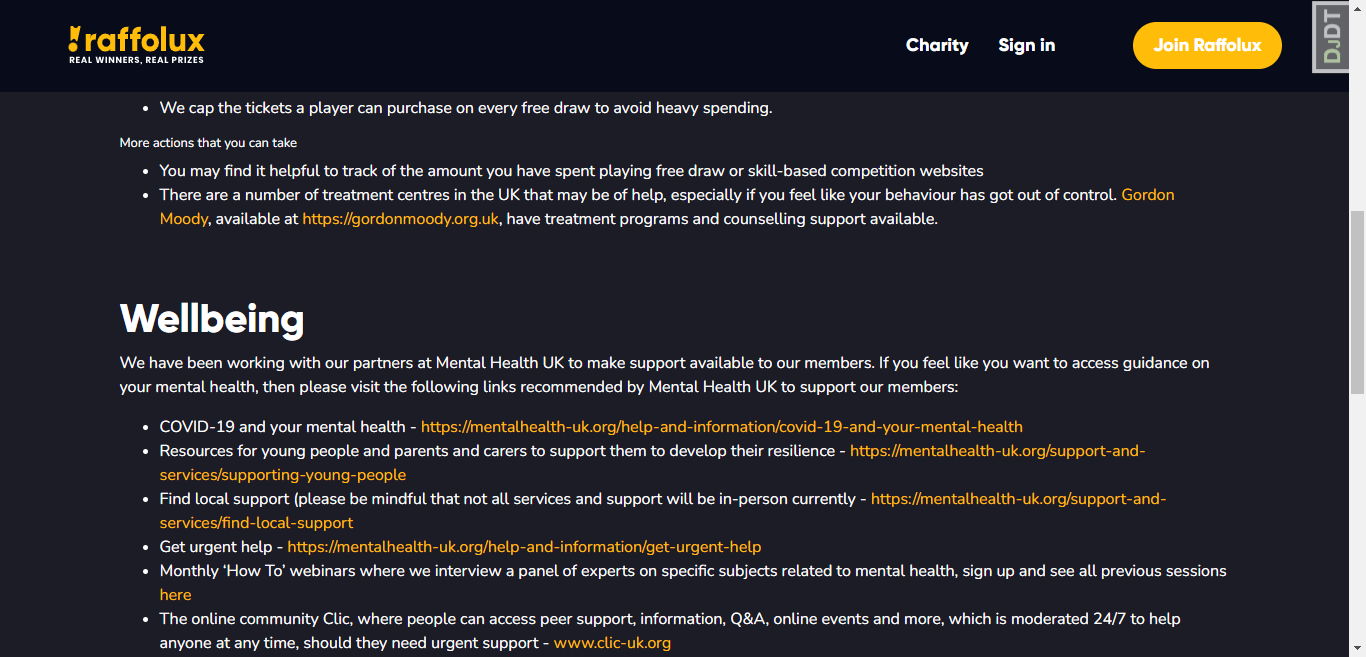 raffolux
REAL WINNERS, REAL PRIZES
Charity
Sign in
Join Raffolux
DJDT
• We cap the tickets a player can purchase on every free draw to avoid heavy spending.
More actions that you can take
• You may find it helpful to track of the amount you have spent playing free draw or skill-based competition websites
• There are a number of treatment centres in the UK that may be of help, especially if you feel like your behaviour has got out of control. Gordon
Moody, available at https://gordonmoody.org.uk, have treatment programs and counselling support available.
Wellbeing
We have been working with our partners at Mental Health UK to make support available to our members. If you feel like you want to access guidance on
your mental health, then please visit the following links recommended by Mental Health UK to support our members:
• COVID-19 and your mental health - https://mentalhealth-uk.org/help-and-information/covid-19-and-your-mental-health
• Resources for young people and parents and carers to support them to develop their resilience - https://mentalhealth-uk.org/support-and-
services/supporting-young-people
• Find local support (please be mindful that not all services and support will be in-person currently - https://mentalhealth-uk.org/support-and-
services/find-local-support
• Get urgent help - https://mentalhealth-uk.org/help-and-information/get-urgent-help
• Monthly ‘How To’ webinars where we interview a panel of experts on specific subjects related to mental health, sign up and see all previous sessions
here
• The online community Clic, where people can access peer support, information, Q&A, online events and more, which is moderated 24/7 to help
anyone at any time, should they need urgent support - www.clic-uk.org